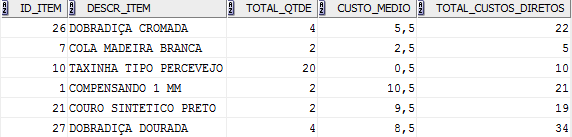 ID_ITEM DESCR_ITEM TOTAL_QTDE CUSTO_MEDIO TOTAL_CUSTOS_DIRETOS
26 DOBRADIÇA CROMADA 4 5,5 22
7 COLA MADEIRA BRANCA 2 2,5 5
10 TAXINHA TIPO PERCEVEJO 20 0,5 10
1 COMPENSANDO 1 MM 2 10,5 21
21 COURO SINTETICO PRETO 2 9,5 19
27 DOBRADIÇA DOURADA 4 8,5 34